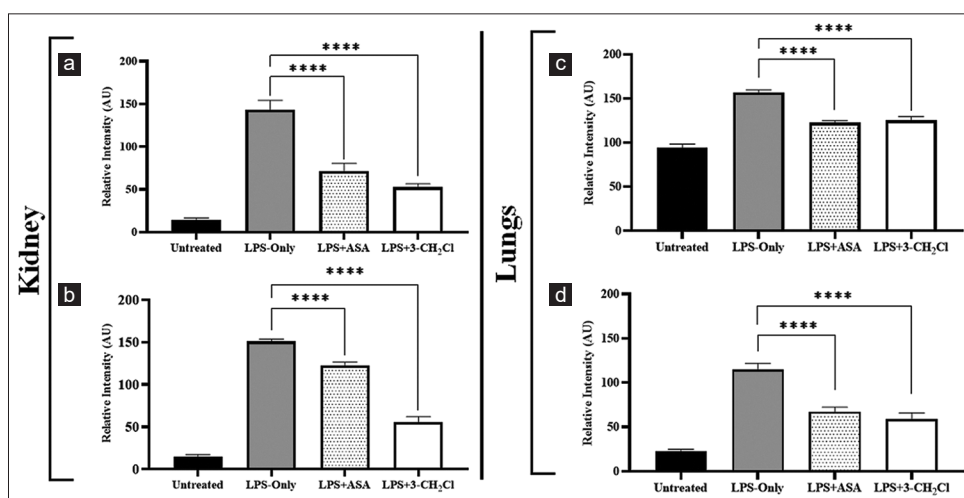 Kidney
a
****
****
Relative Intensity (AU)
200
150
100
50
0
Untreated LPS-Only LPS+ASA LPS+3-CH₂Cl
b
****
****
Relative Intensity (AU)
200
150
100
50
0
Untreated LPS-Only LPS+ASA LPS+3-CH₂Cl
Lungs
c
****
****
Relative Intensity (AU)
200
150
100
50
0
Untreated LPS-Only LPS+ASA LPS+3-CH₂Cl
d
****
****
Relative Intensity (AU)
200
150
100
50
0
Untreated LPS-Only LPS+ASA LPS+3-CH₂Cl